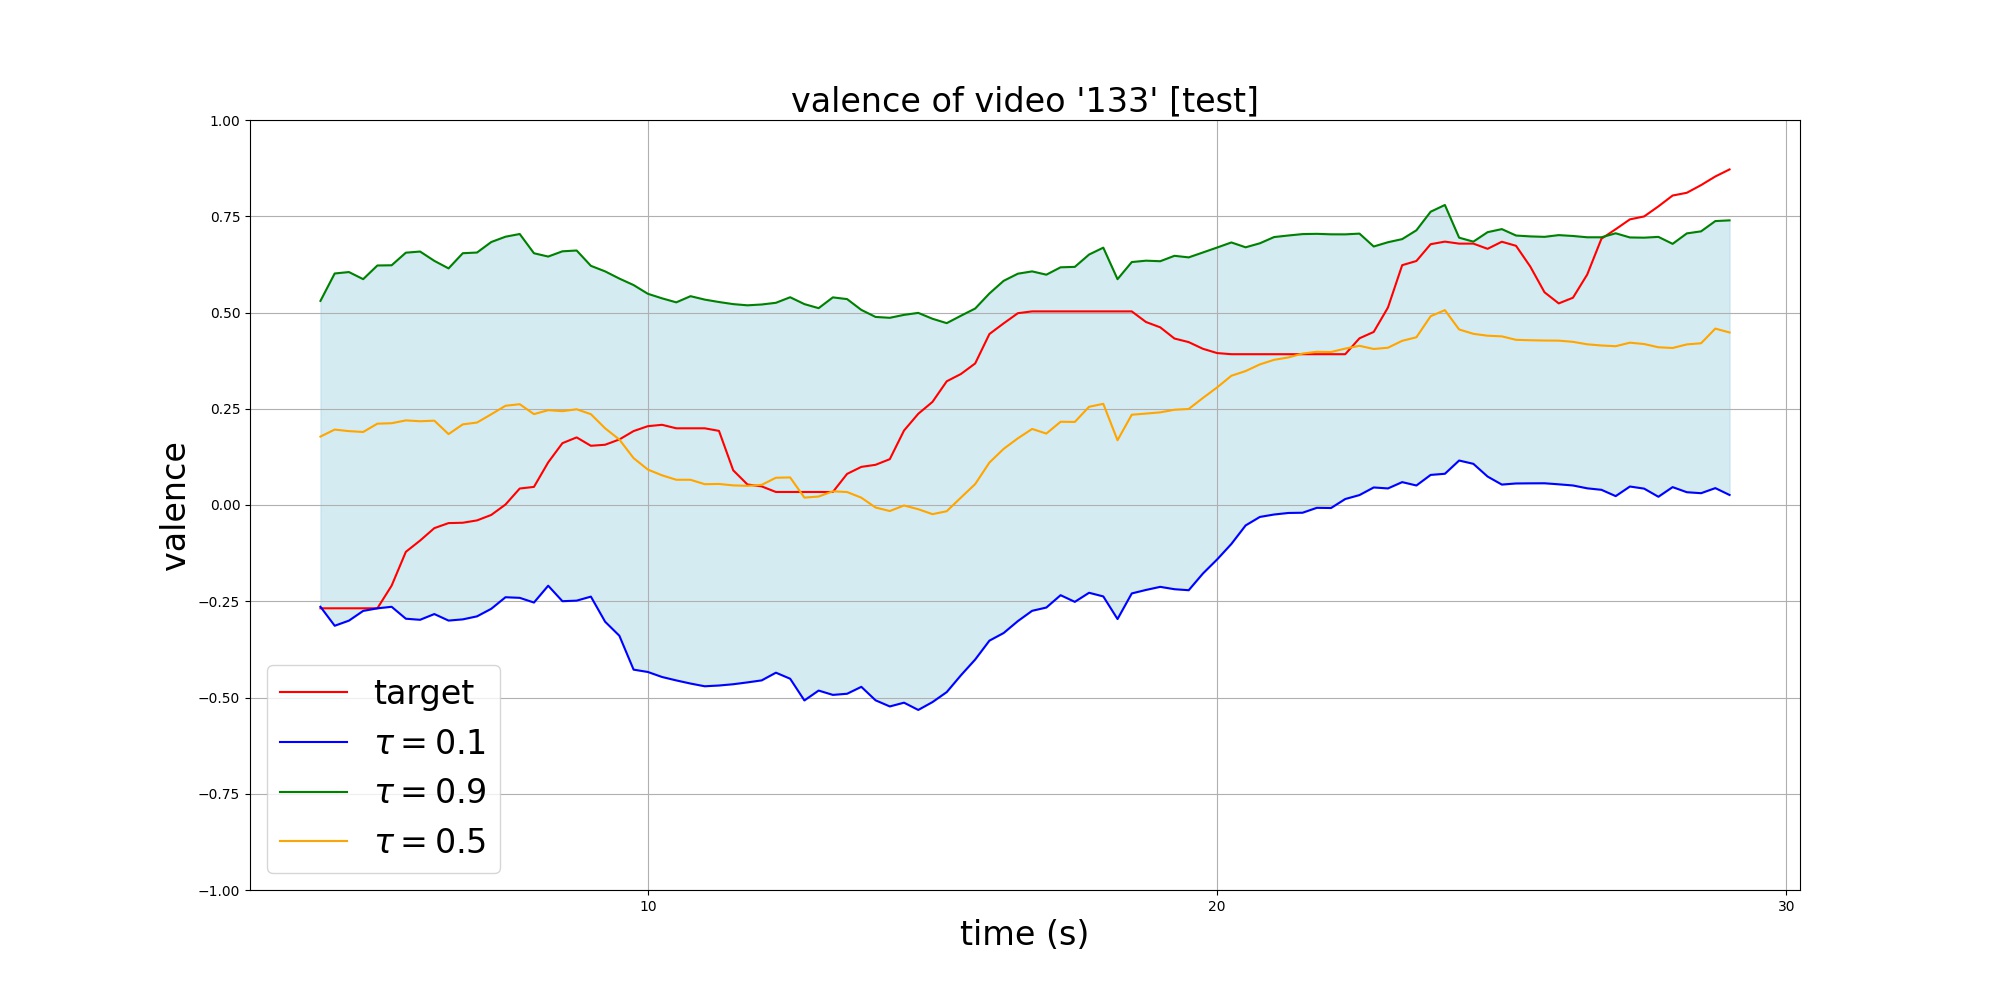 valence of video '133' [test]
1.00
0.75
0.50
0.25
0.00
−0.25
−0.50
−0.75
−1.00
valence
target
τ = 0.1
τ = 0.9
τ = 0.5
10
20
30
time (s)